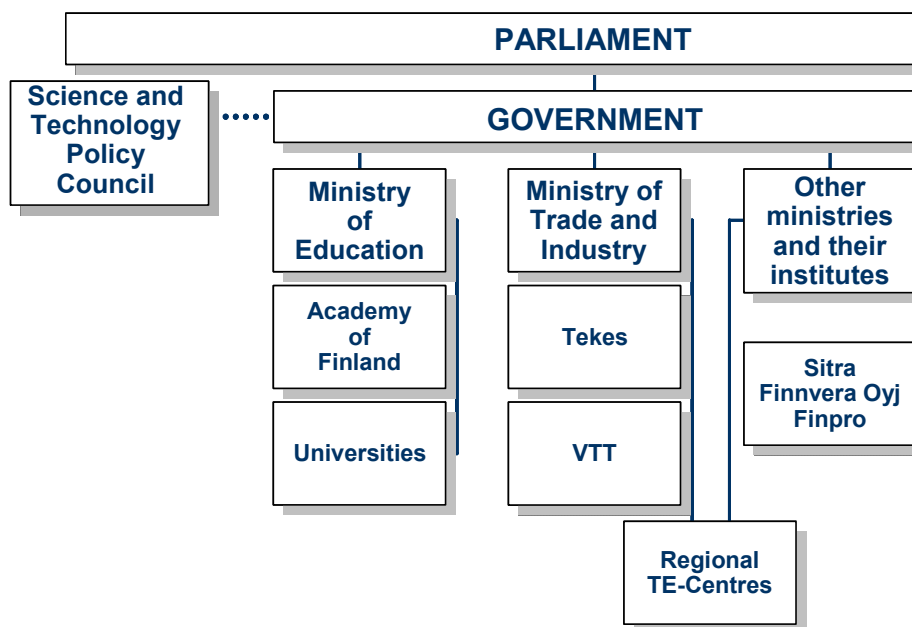 PARLIAMENT
Science and
Technology
Policy
Council
GOVERNMENT
Ministry
of
Education
Ministry of
Trade and
Industry
Other
ministries
and their
institutes
Academy
of
Finland
Tekes
Sitra
Finnvera Oyj
Finpro
Universities
VTT
Regional
TE-Centres